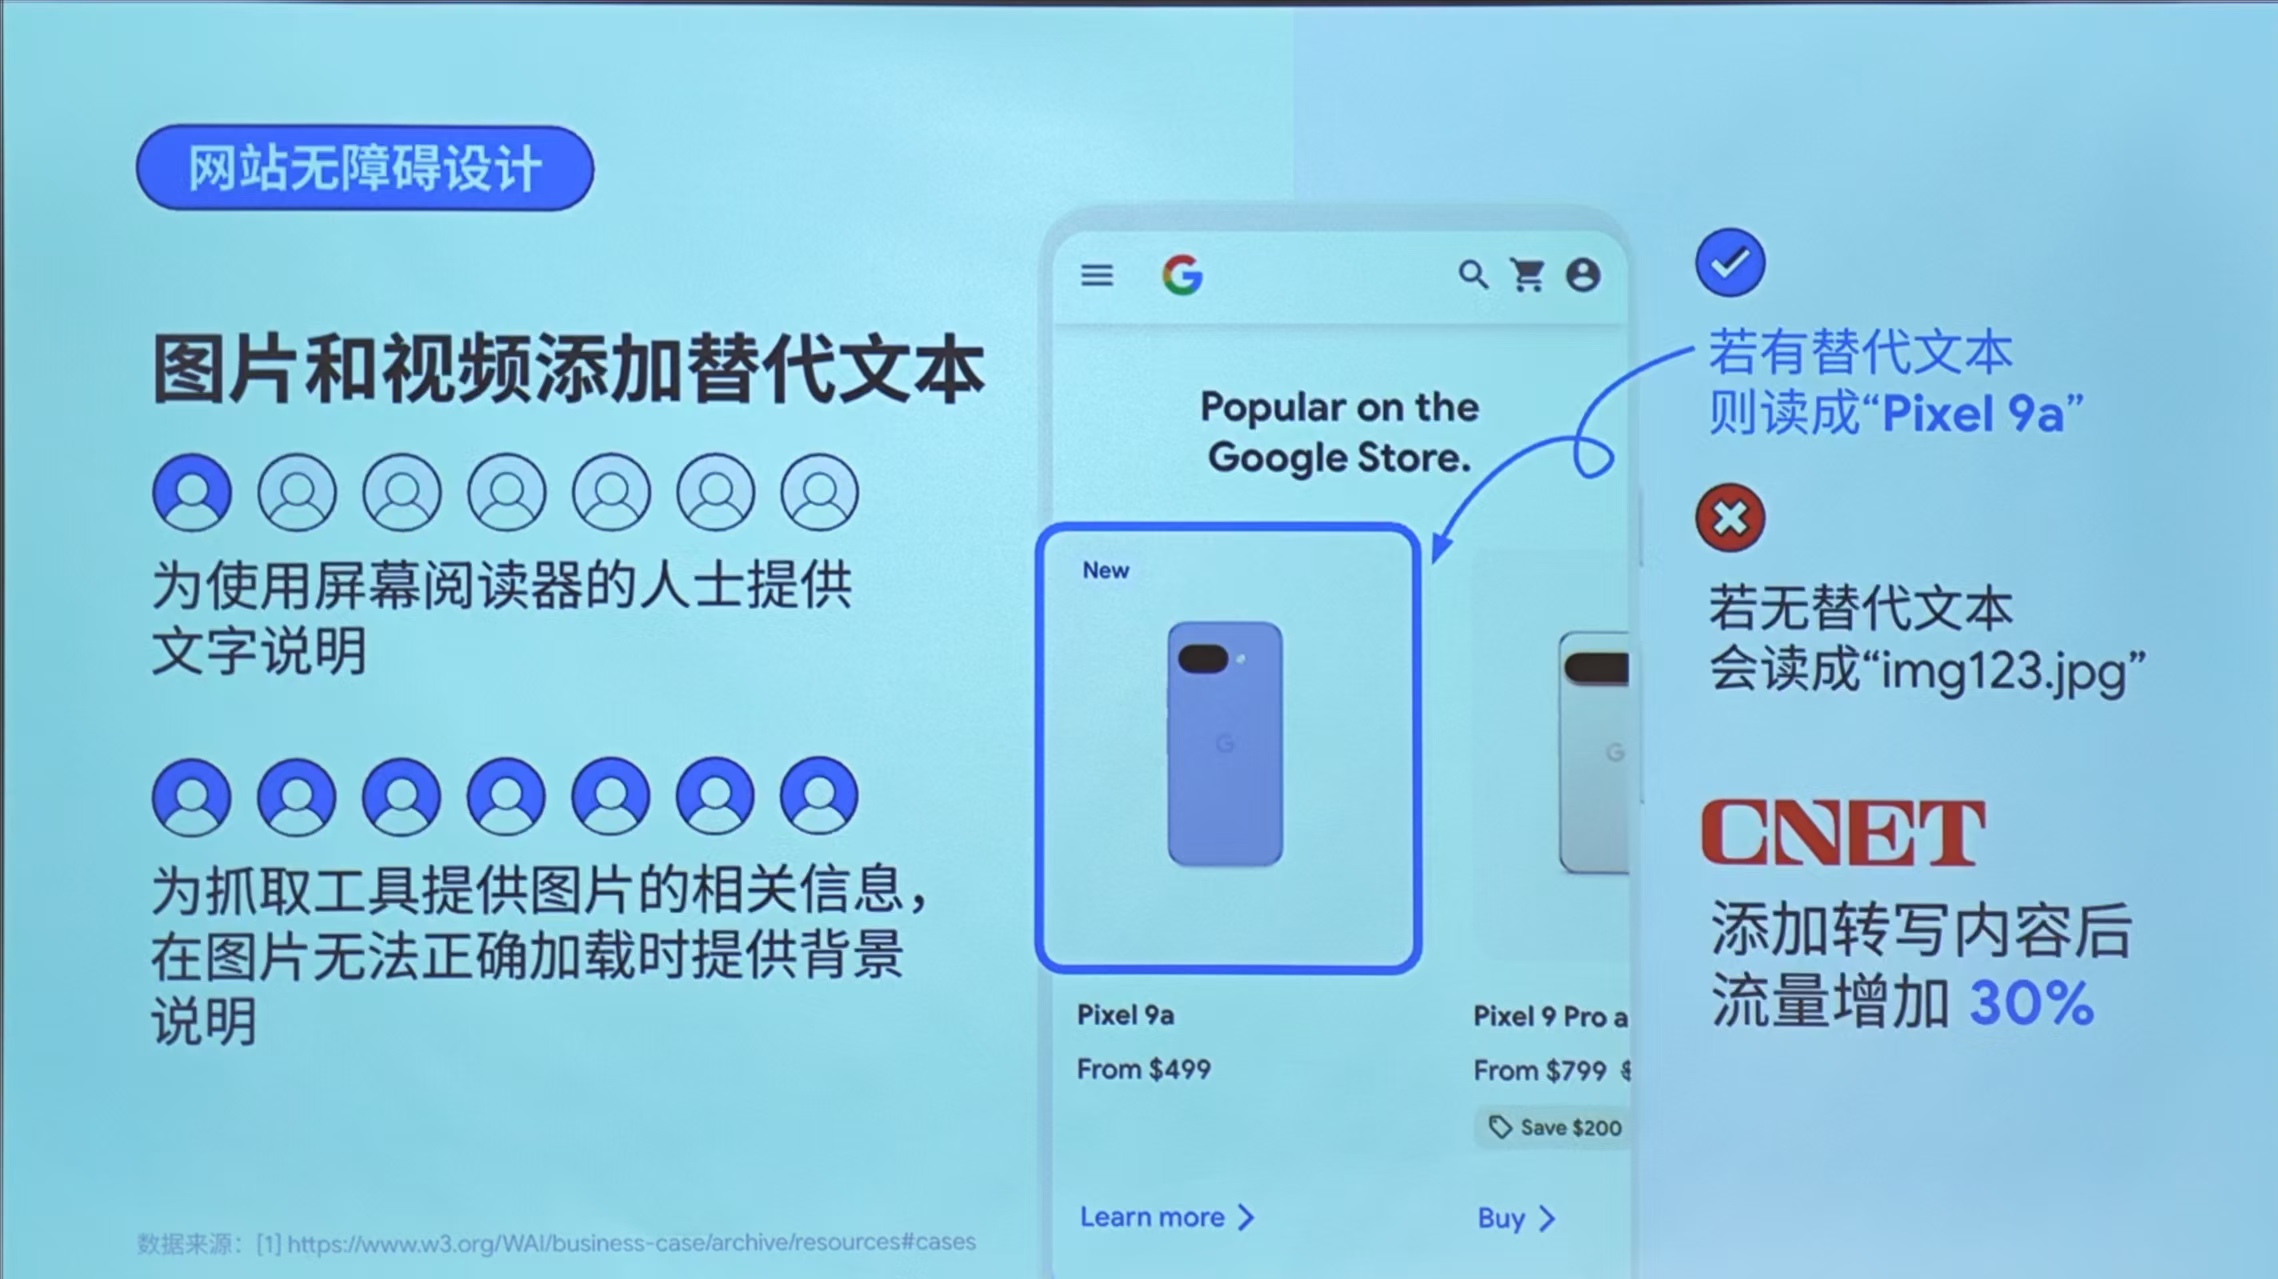 网站无障碍设计
图片和视频添加替代文本
为使用屏幕阅读器的人士提供
文字说明
为抓取工具提供图片的相关信息，
在图片无法正确加载时提供背景
说明
数据来源：[1] https://www.w3.org/WAI/business-case/archive/resources#cases
G
Popular on the
Google Store.
New
G
G
Pixel 9a
From $499
Learn more
Pixel 9 Pro a
From $799 $
Save $200
Buy
若有替代文本
则读成“Pixel 9a”
若无替代文本
会读成“img123.jpg”
CNET
添加转写内容后
流量增加 30%